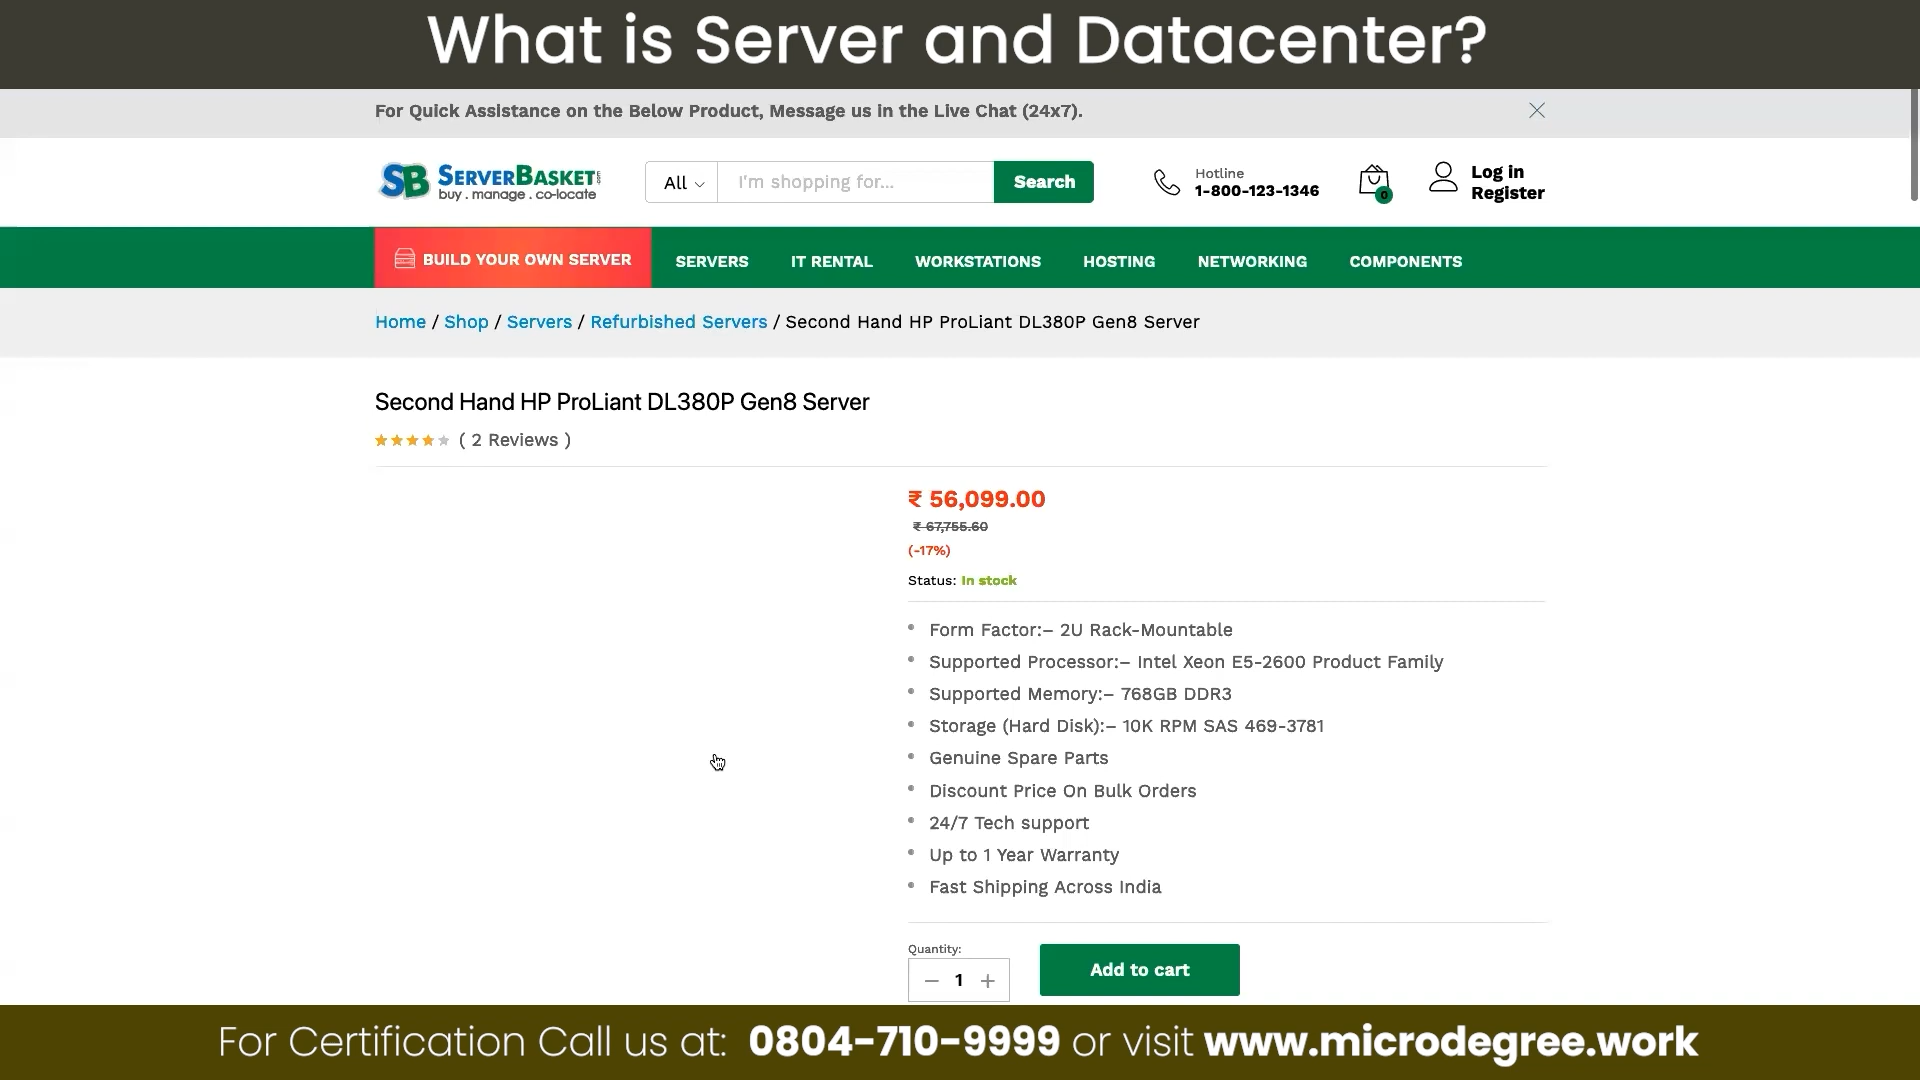 What is Server and Datacenter?
For Quick Assistance on the Below Product, Message us in the Live Chat (24x7).
SB SERVERBASKET.com
buy . manage . co-locate
All
I'm shopping for...
Search
Hotline
1-800-123-1346
0
Log in
Register
BUILD YOUR OWN SERVER
SERVERS
IT RENTAL
WORKSTATIONS
HOSTING
NETWORKING
COMPONENTS
Home / Shop / Servers / Refurbished Servers / Second Hand HP ProLiant DL380P Gen8 Server
Second Hand HP ProLiant DL380P Gen8 Server
( 2 Reviews )
₹ 56,099.00
₹ 67,755.60
(-17%)
Status: In stock
Form Factor:– 2U Rack-Mountable
Supported Processor:– Intel Xeon E5-2600 Product Family
Supported Memory:– 768GB DDR3
Storage (Hard Disk):– 10K RPM SAS 469-3781
Genuine Spare Parts
Discount Price On Bulk Orders
24/7 Tech support
Up to 1 Year Warranty
Fast Shipping Across India
Quantity:
– 1 +
Add to cart
For Certification Call us at: 0804-710-9999 or visit www.microdegree.work